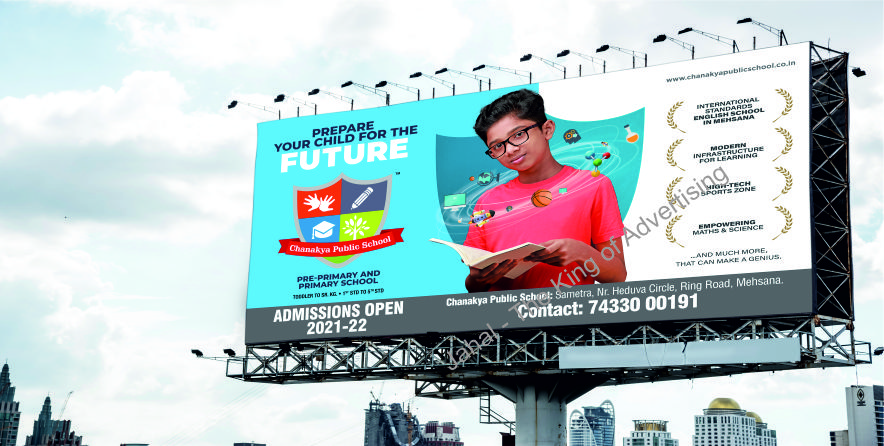 www.chanakyapublicschool.co.in
PREPARE
YOUR CHILD FOR THE
FUTURE
TM
Chanakya Public School
PRE-PRIMARY AND
PRIMARY SCHOOL
TODDLER TO SR. KG. • 1ST STD TO 5TH STD
ADMISSIONS OPEN
2021-22
INTERNATIONAL
STANDARDS
ENGLISH SCHOOL
IN MEHSANA
MODERN
INFRASTRUCTURE
FOR LEARNING
HIGH-TECH
SPORTS ZONE
EMPOWERING
MATHS & SCIENCE
...AND MUCH MORE,
THAT CAN MAKE A GENIUS.
Chanakya Public School: Sametra, Nr. Heduva Circle, Ring Road, Mehsana.
Contact: 74330 00191
Jabal - The King of Advertising